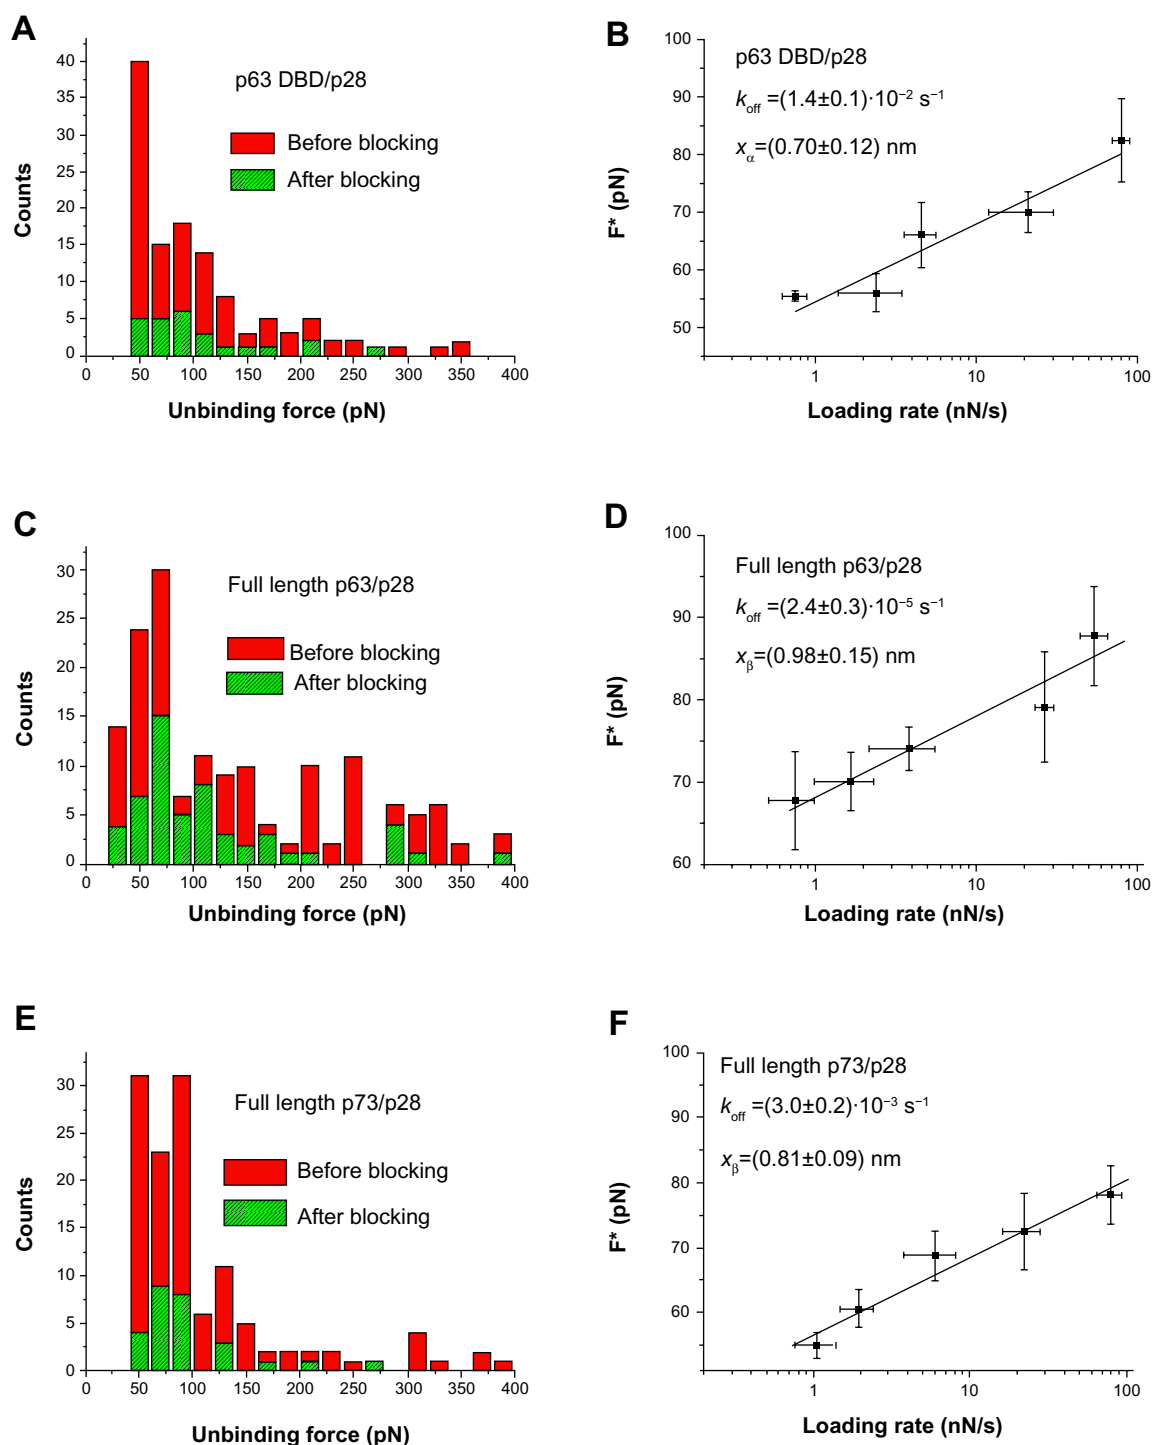 A
p63 DBD/p28
Before blocking
After blocking
Counts
40
35
30
25
20
15
10
5
0
0 50 100 150 200 250 300 350 400
Unbinding force (pN)
B
p63 DBD/p28
k_off =(1.4±0.1)·10⁻² s⁻¹
x_α=(0.70±0.12) nm
F* (pN)
100
90
80
70
60
50
1 10 100
Loading rate (nN/s)
C
Full length p63/p28
Before blocking
After blocking
Counts
30
25
20
15
10
5
0
0 50 100 150 200 250 300 350 400
Unbinding force (pN)
D
Full length p63/p28
k_off =(2.4±0.3)·10⁻⁵ s⁻¹
x_β=(0.98±0.15) nm
F* (pN)
100
90
80
70
60
1 10 100
Loading rate (nN/s)
E
Full length p73/p28
Before blocking
After blocking
Counts
30
25
20
15
10
5
0
0 50 100 150 200 250 300 350 400
Unbinding force (pN)
F
Full length p73/p28
k_off =(3.0±0.2)·10⁻³ s⁻¹
x_β=(0.81±0.09) nm
F* (pN)
100
90
80
70
60
1 10 100
Loading rate (nN/s)